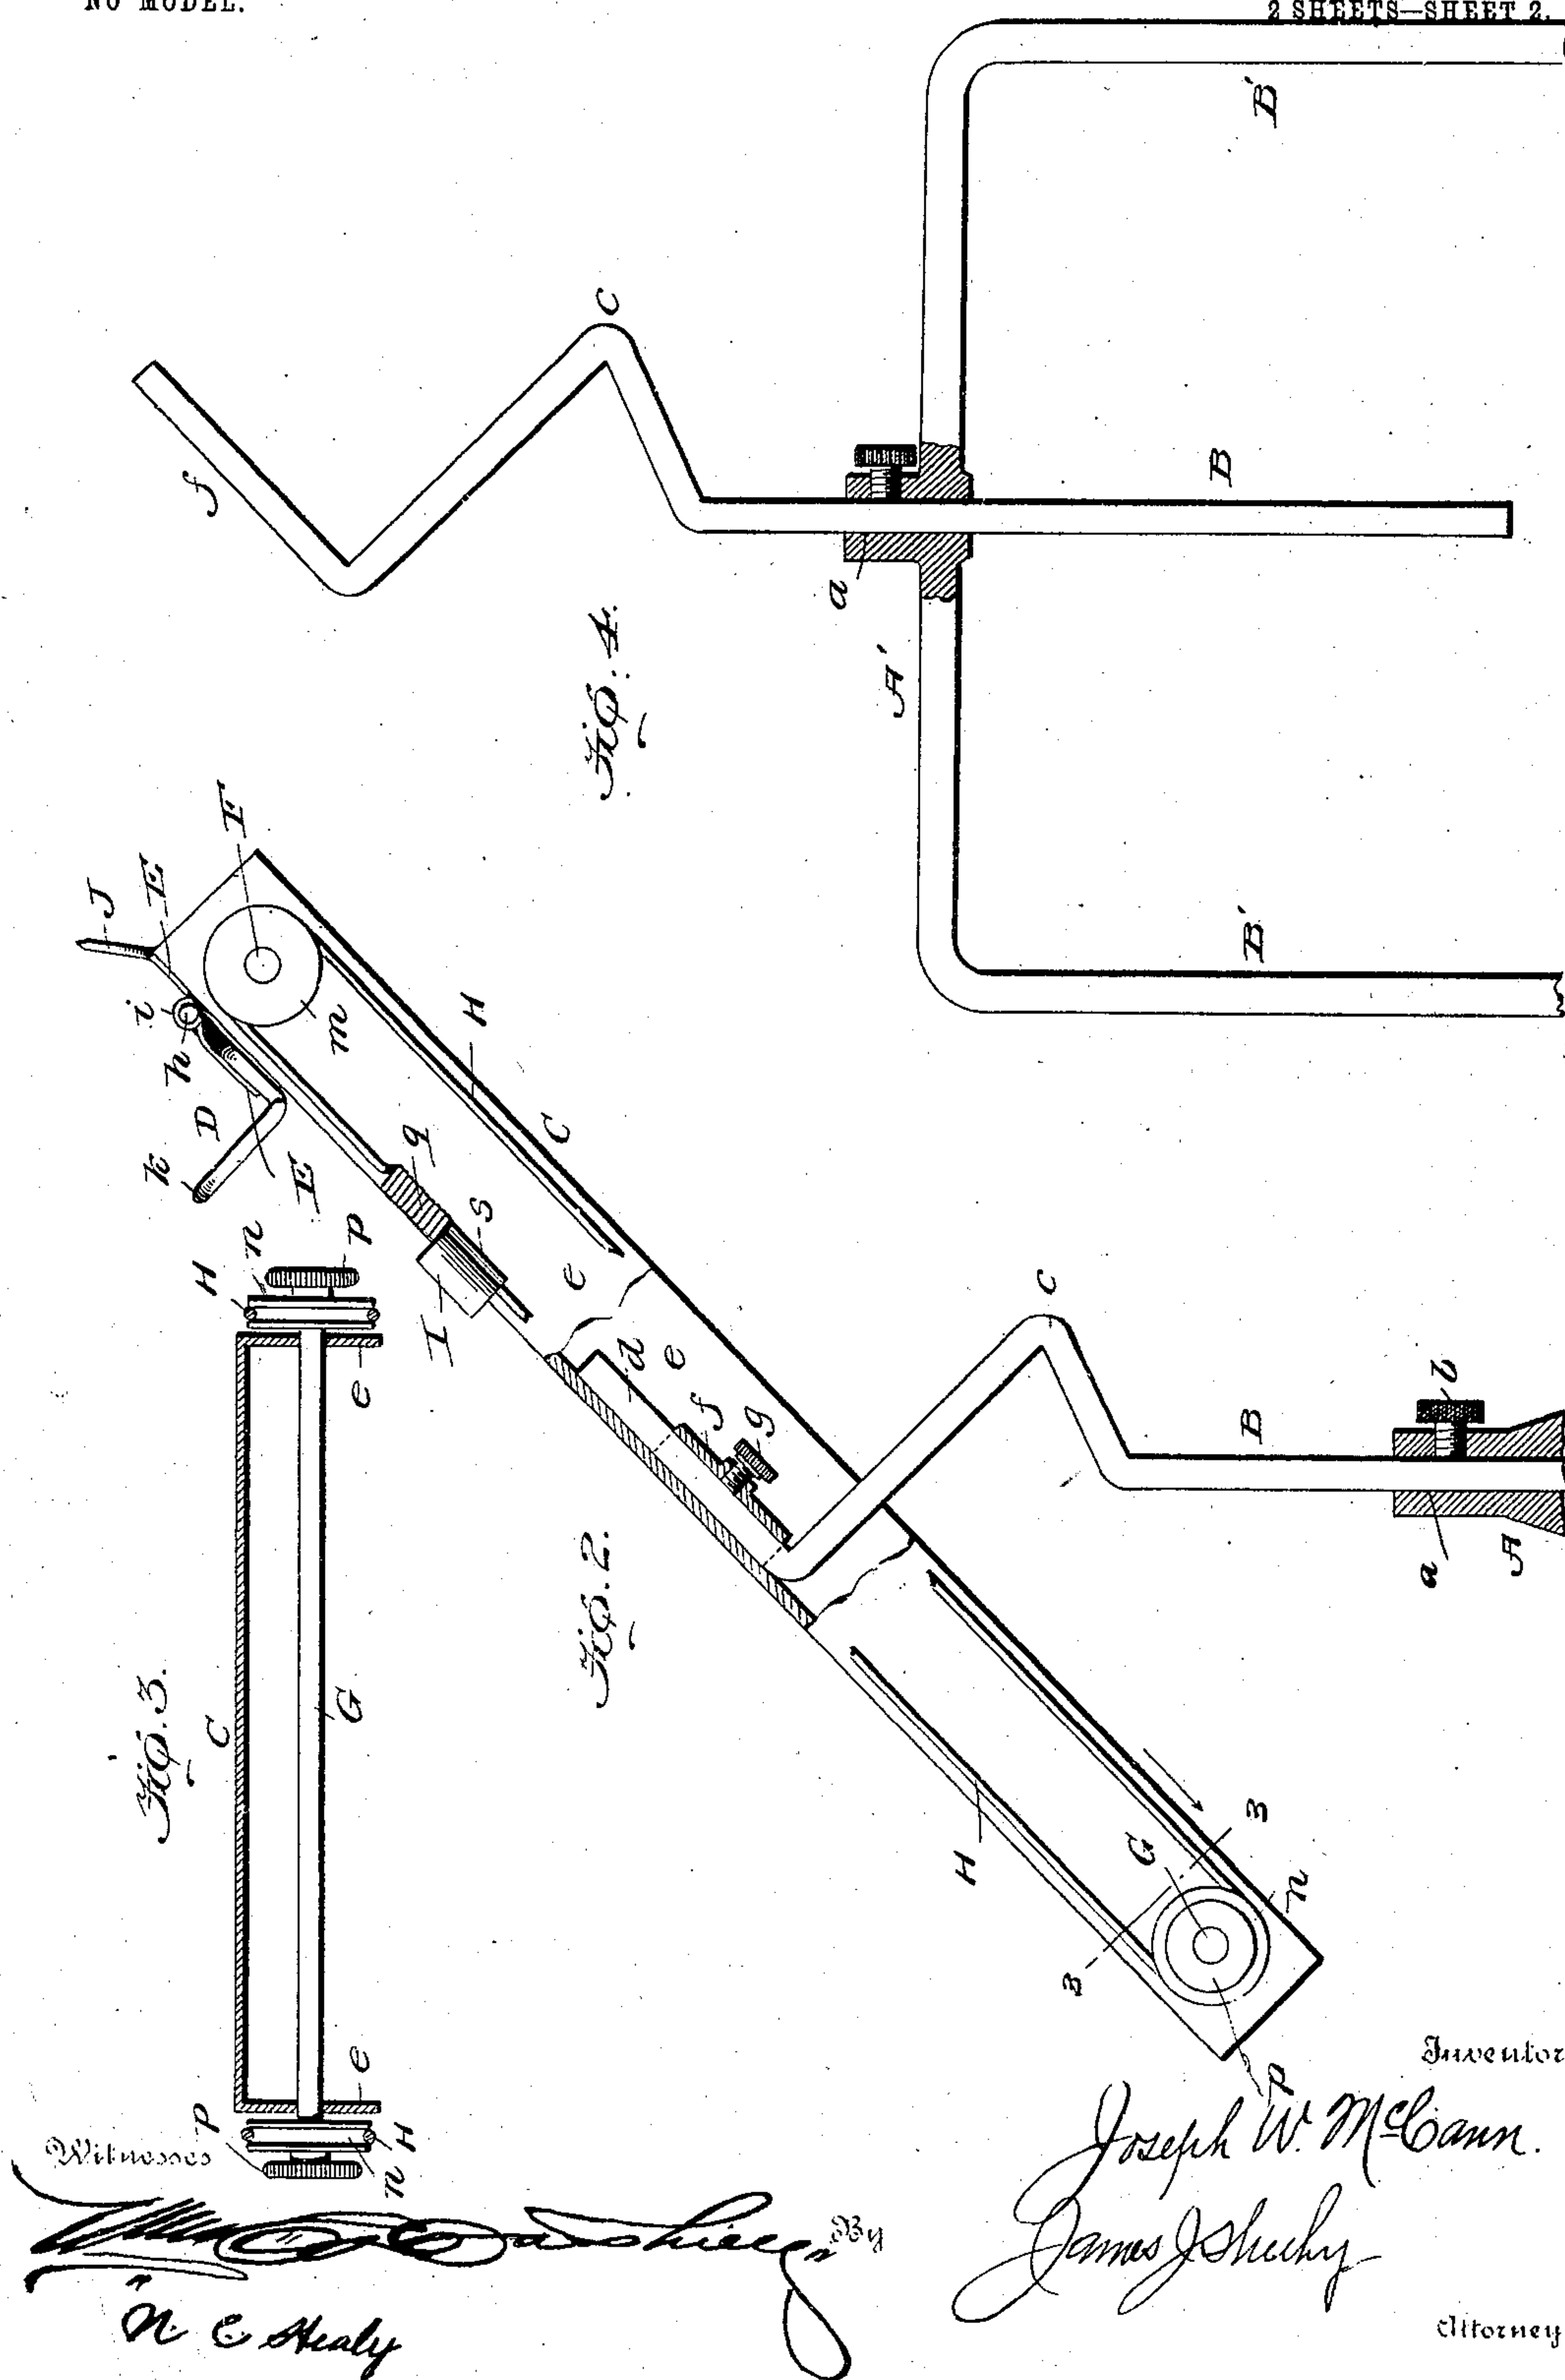 NO MODEL.
2 SHEETS—SHEET 2.
B'
C
f
B
a
Fig. 4.
A'
B'
F
J
E
i
h
m
H
D
k
E
C
q
S
I
e
n
p
H
e
d
e
f
g
c
B
b
a
A
Fig. 2.
Fig. 3.
C
G
H
G
3
3
n
p
e
p
H
n
Inventor
Joseph W. McCann.
Witnesses
By
James J. Sheehy
N. E. Healy
Attorney